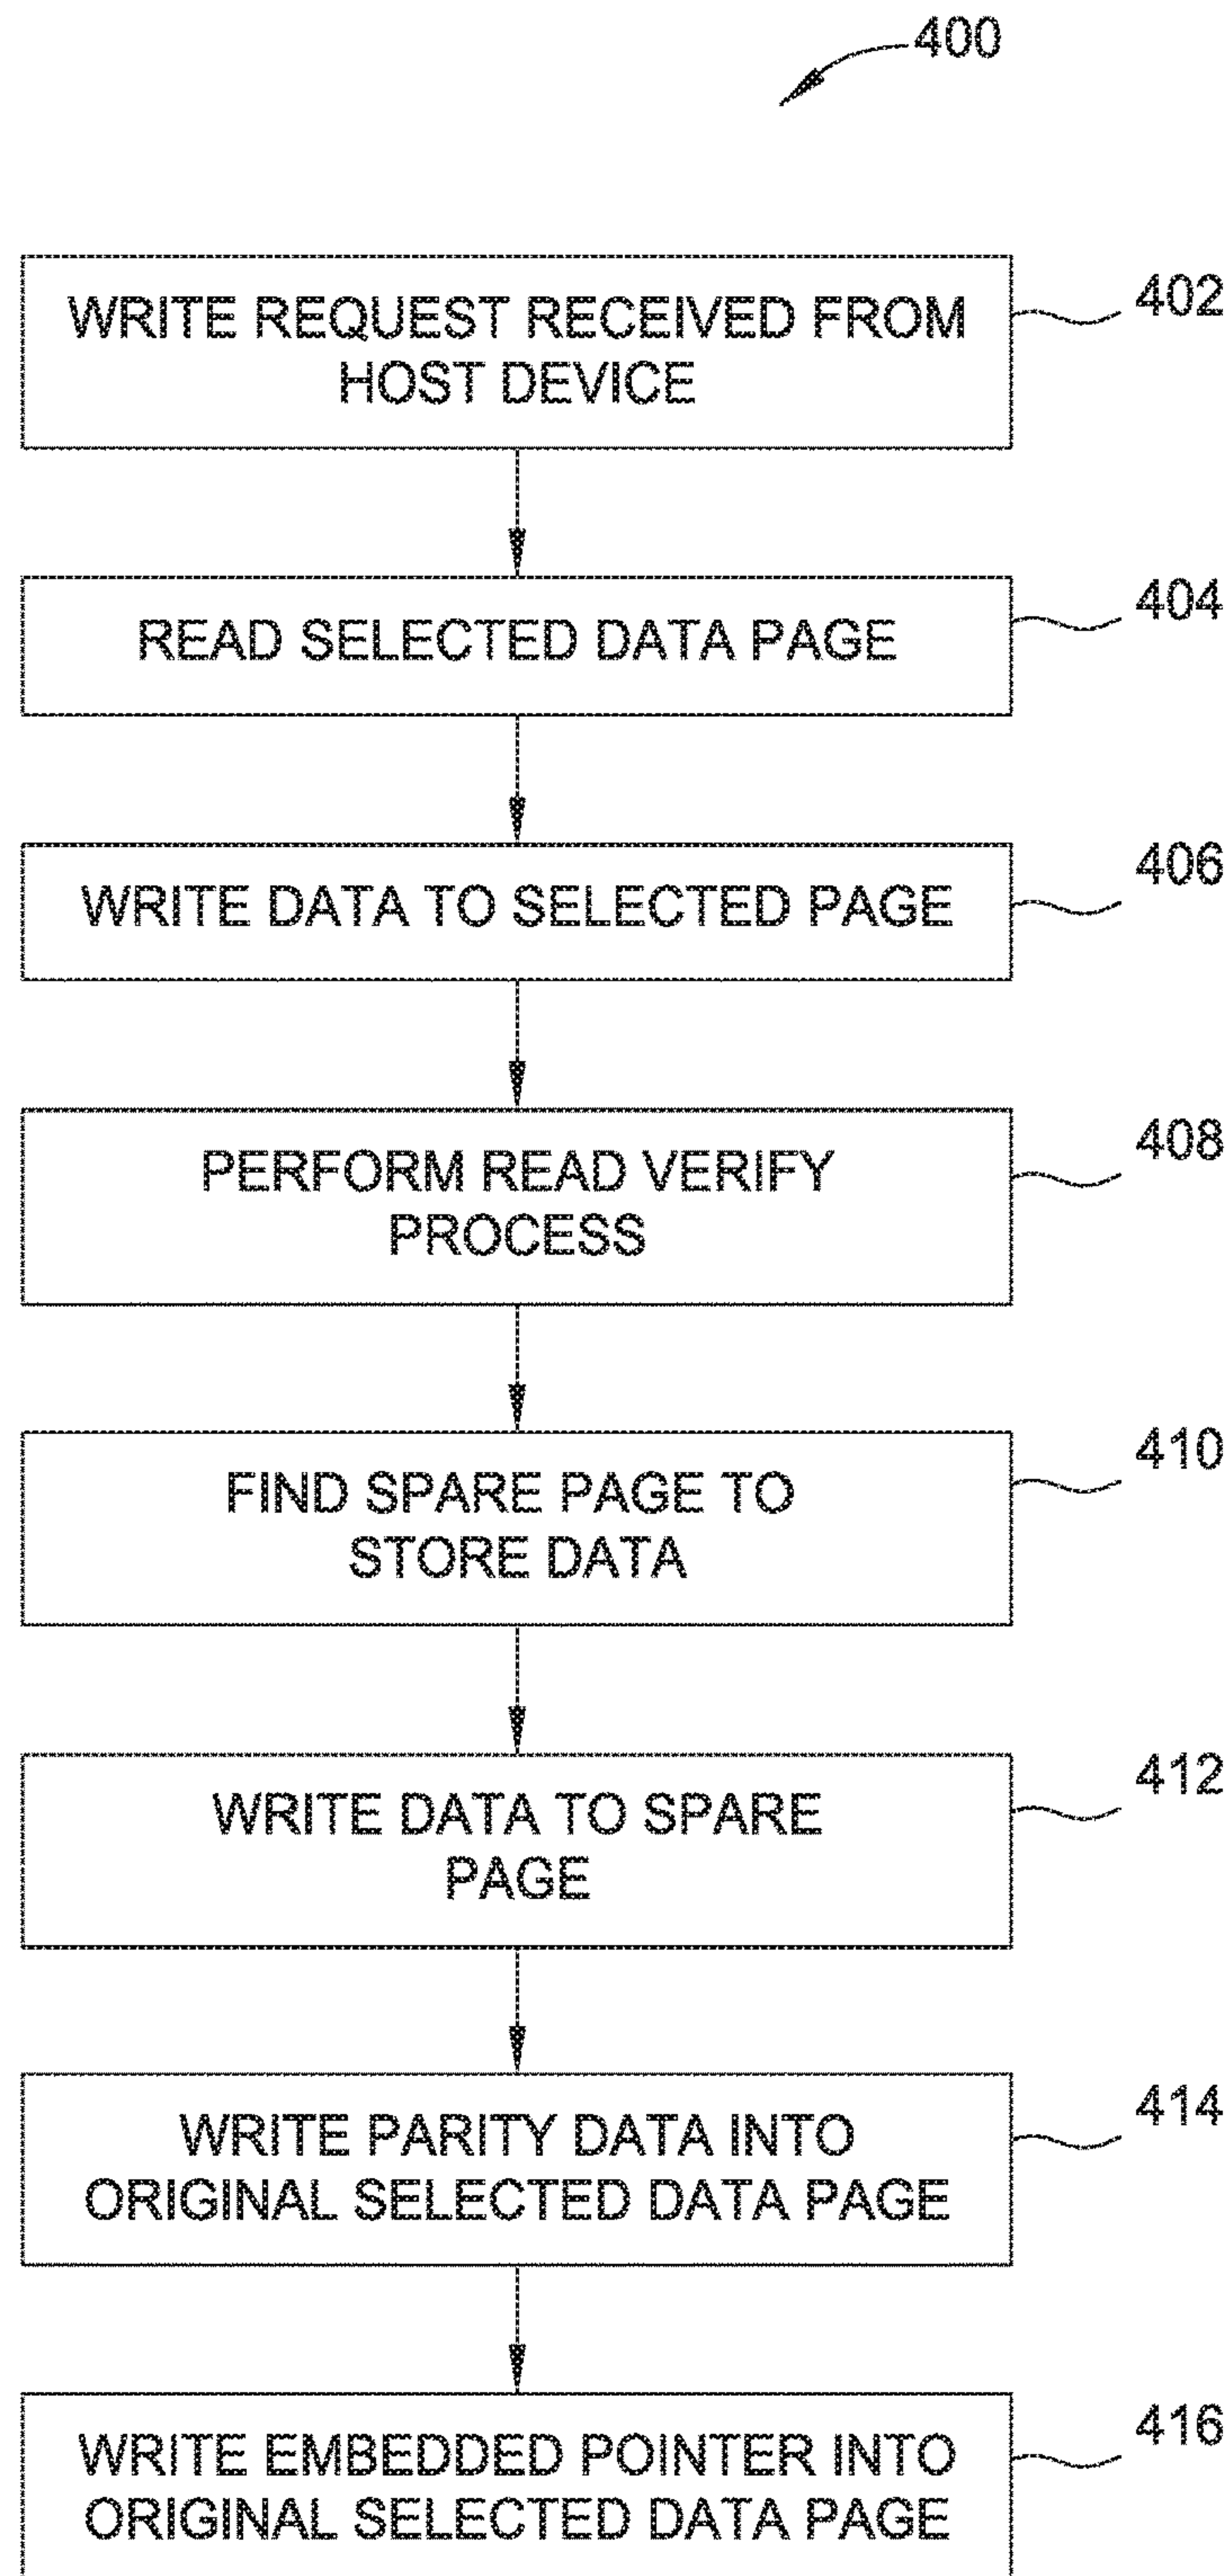 400
WRITE REQUEST RECEIVED FROM
HOST DEVICE
402
READ SELECTED DATA PAGE
404
WRITE DATA TO SELECTED PAGE
406
PERFORM READ VERIFY
PROCESS
408
FIND SPARE PAGE TO
STORE DATA
410
WRITE DATA TO SPARE
PAGE
412
WRITE PARITY DATA INTO
ORIGINAL SELECTED DATA PAGE
414
WRITE EMBEDDED POINTER INTO
ORIGINAL SELECTED DATA PAGE
416